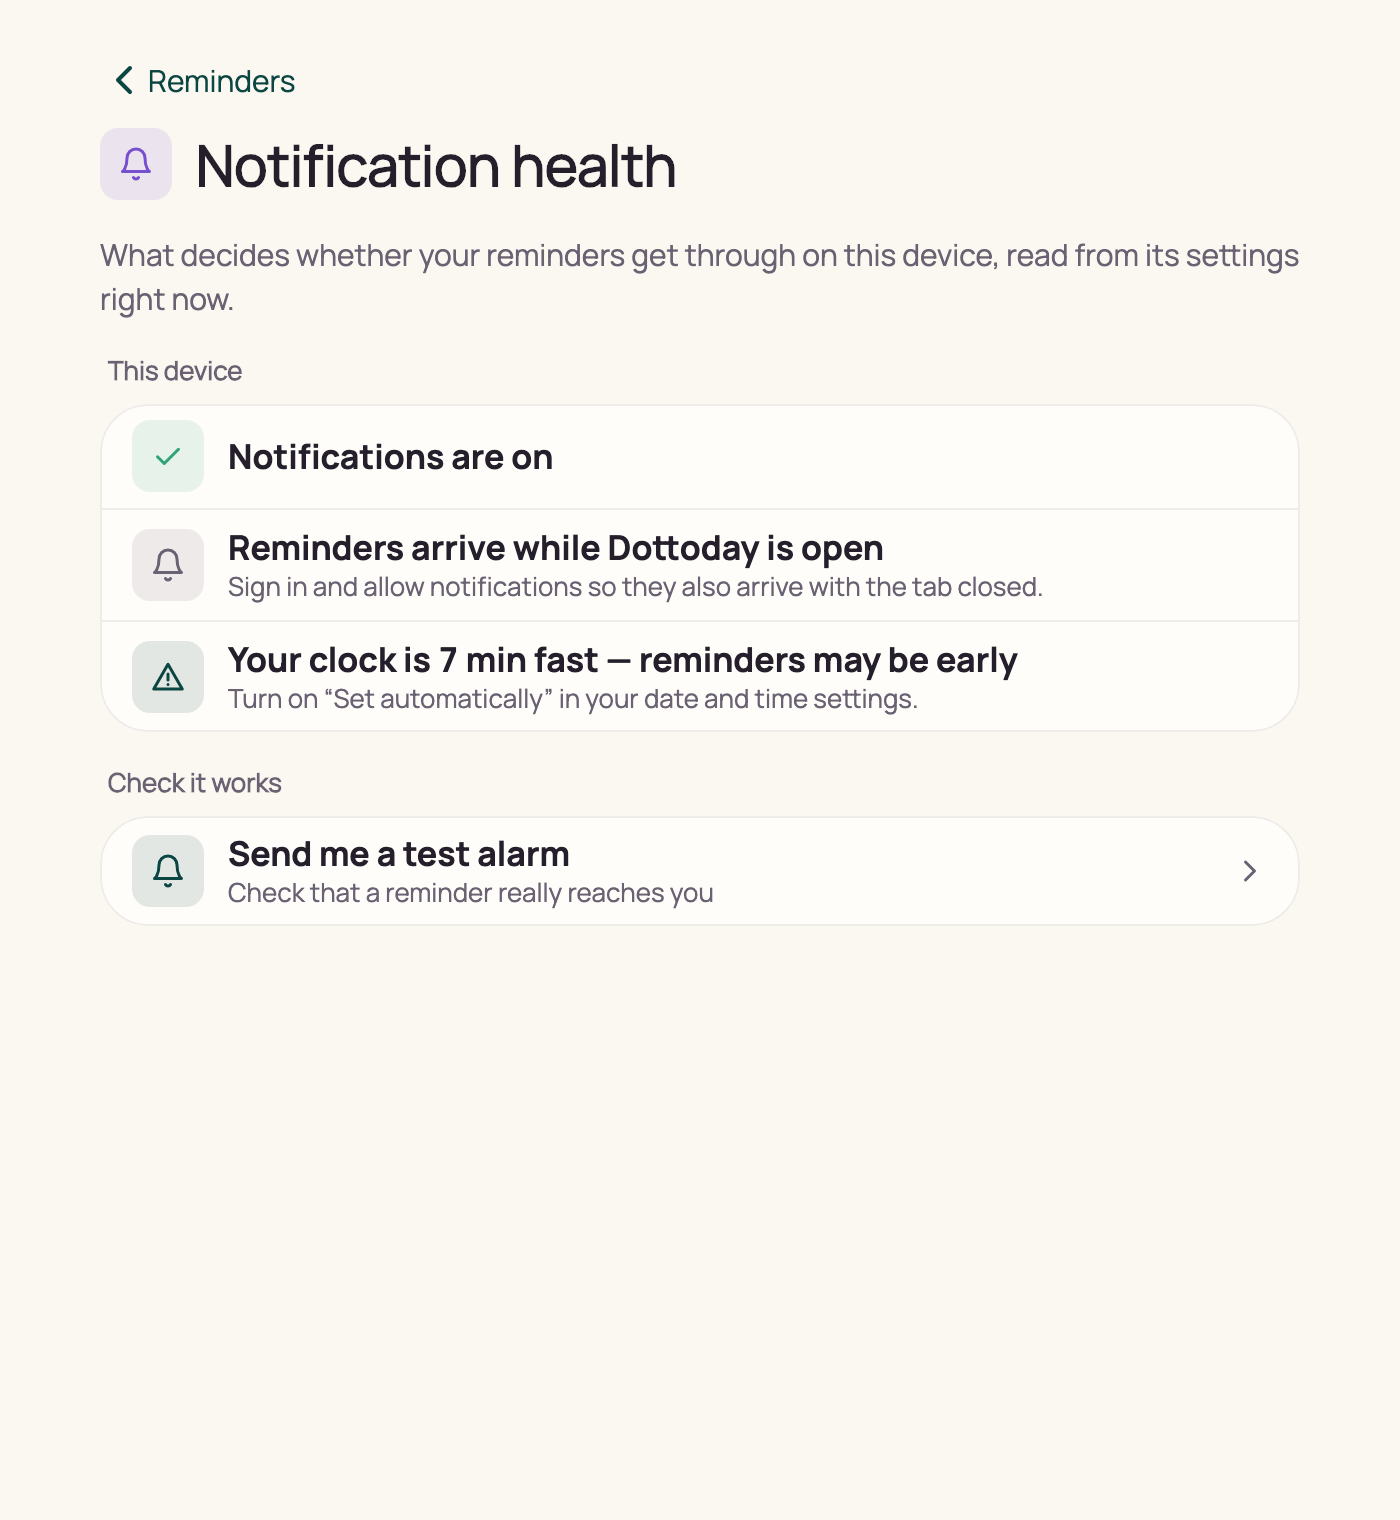 Reminders
Notification health
What decides whether your reminders get through on this device, read from its settings
right now.
This device
Notifications are on
Reminders arrive while Dottoday is open
Sign in and allow notifications so they also arrive with the tab closed.
Your clock is 7 min fast — reminders may be early
Turn on “Set automatically” in your date and time settings.
Check it works
Send me a test alarm
Check that a reminder really reaches you